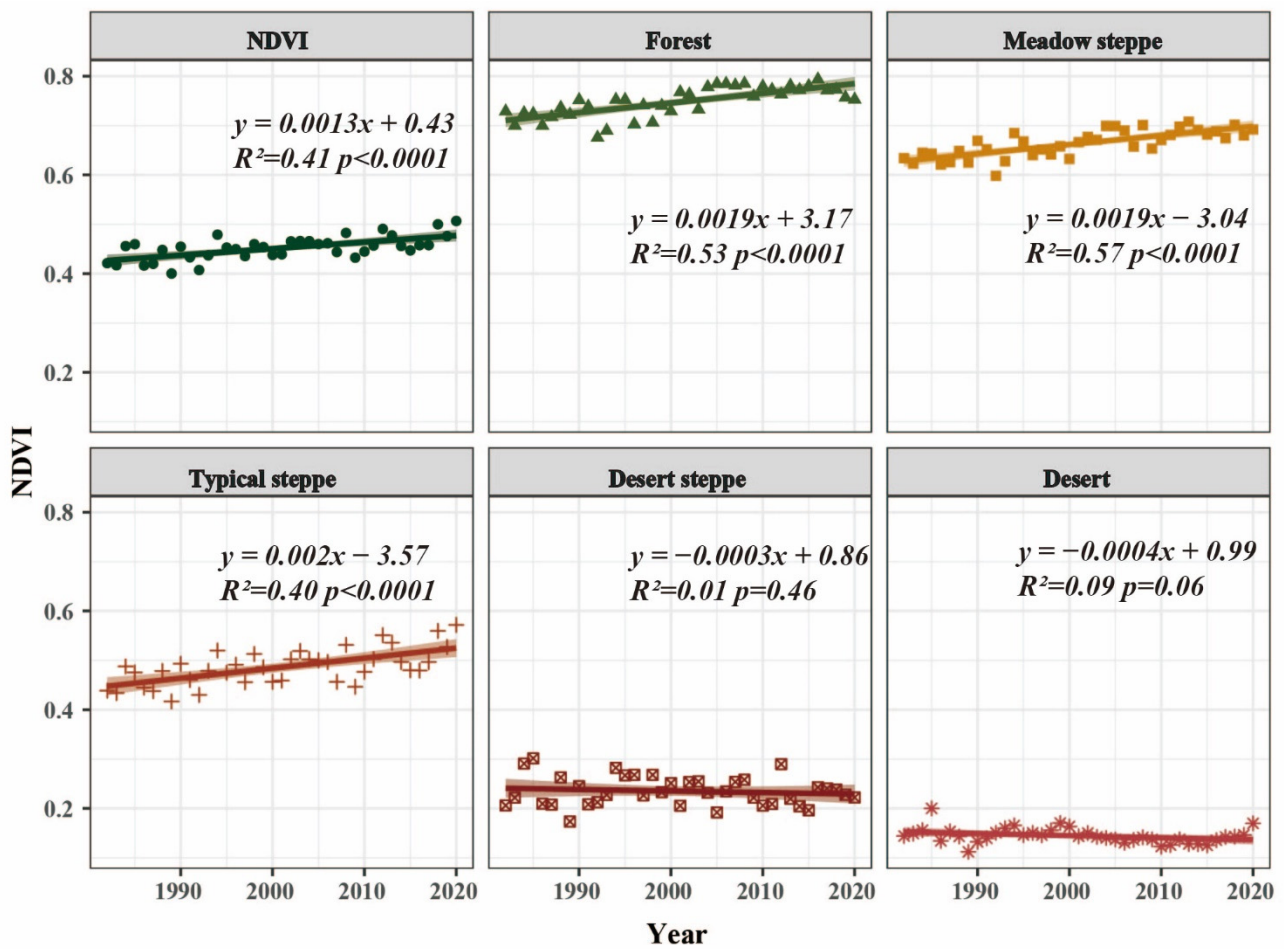 NDVI
Forest
Meadow steppe
0.8
0.6
0.4
0.2
y = 0.0013x + 0.43
R²=0.41 p<0.0001
y = 0.0019x + 3.17
R²=0.53 p<0.0001
y = 0.0019x − 3.04
R²=0.57 p<0.0001
NDVI
Typical steppe
Desert steppe
Desert
0.8
0.6
0.4
0.2
y = 0.002x − 3.57
R²=0.40 p<0.0001
y = −0.0003x + 0.86
R²=0.01 p=0.46
y = −0.0004x + 0.99
R²=0.09 p=0.06
1990 2000 2010 2020
1990 2000 2010 2020
1990 2000 2010 2020
Year